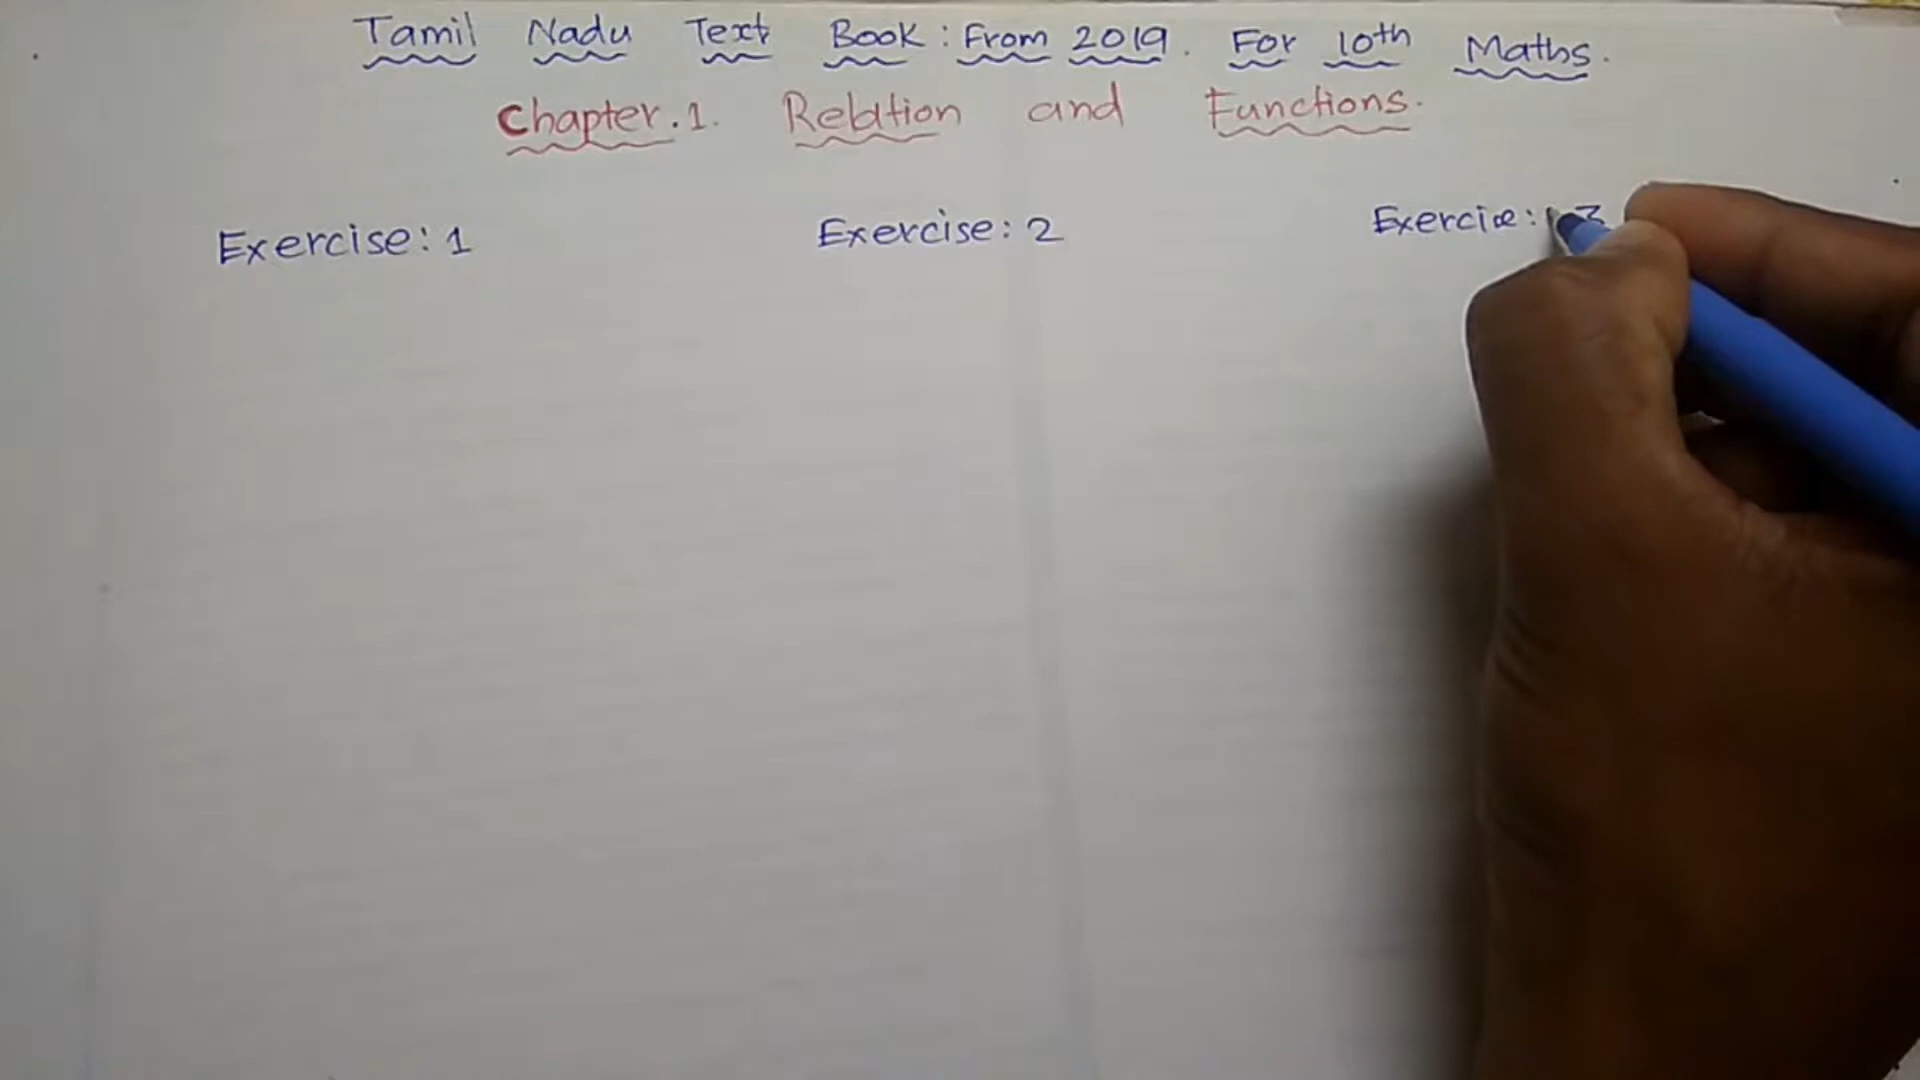 Tamil Nadu Text Book: From 2019. For 10th Maths.
Chapter.1. Relation and Functions.
Exercise: 1 Exercise: 2 Exercise: 3